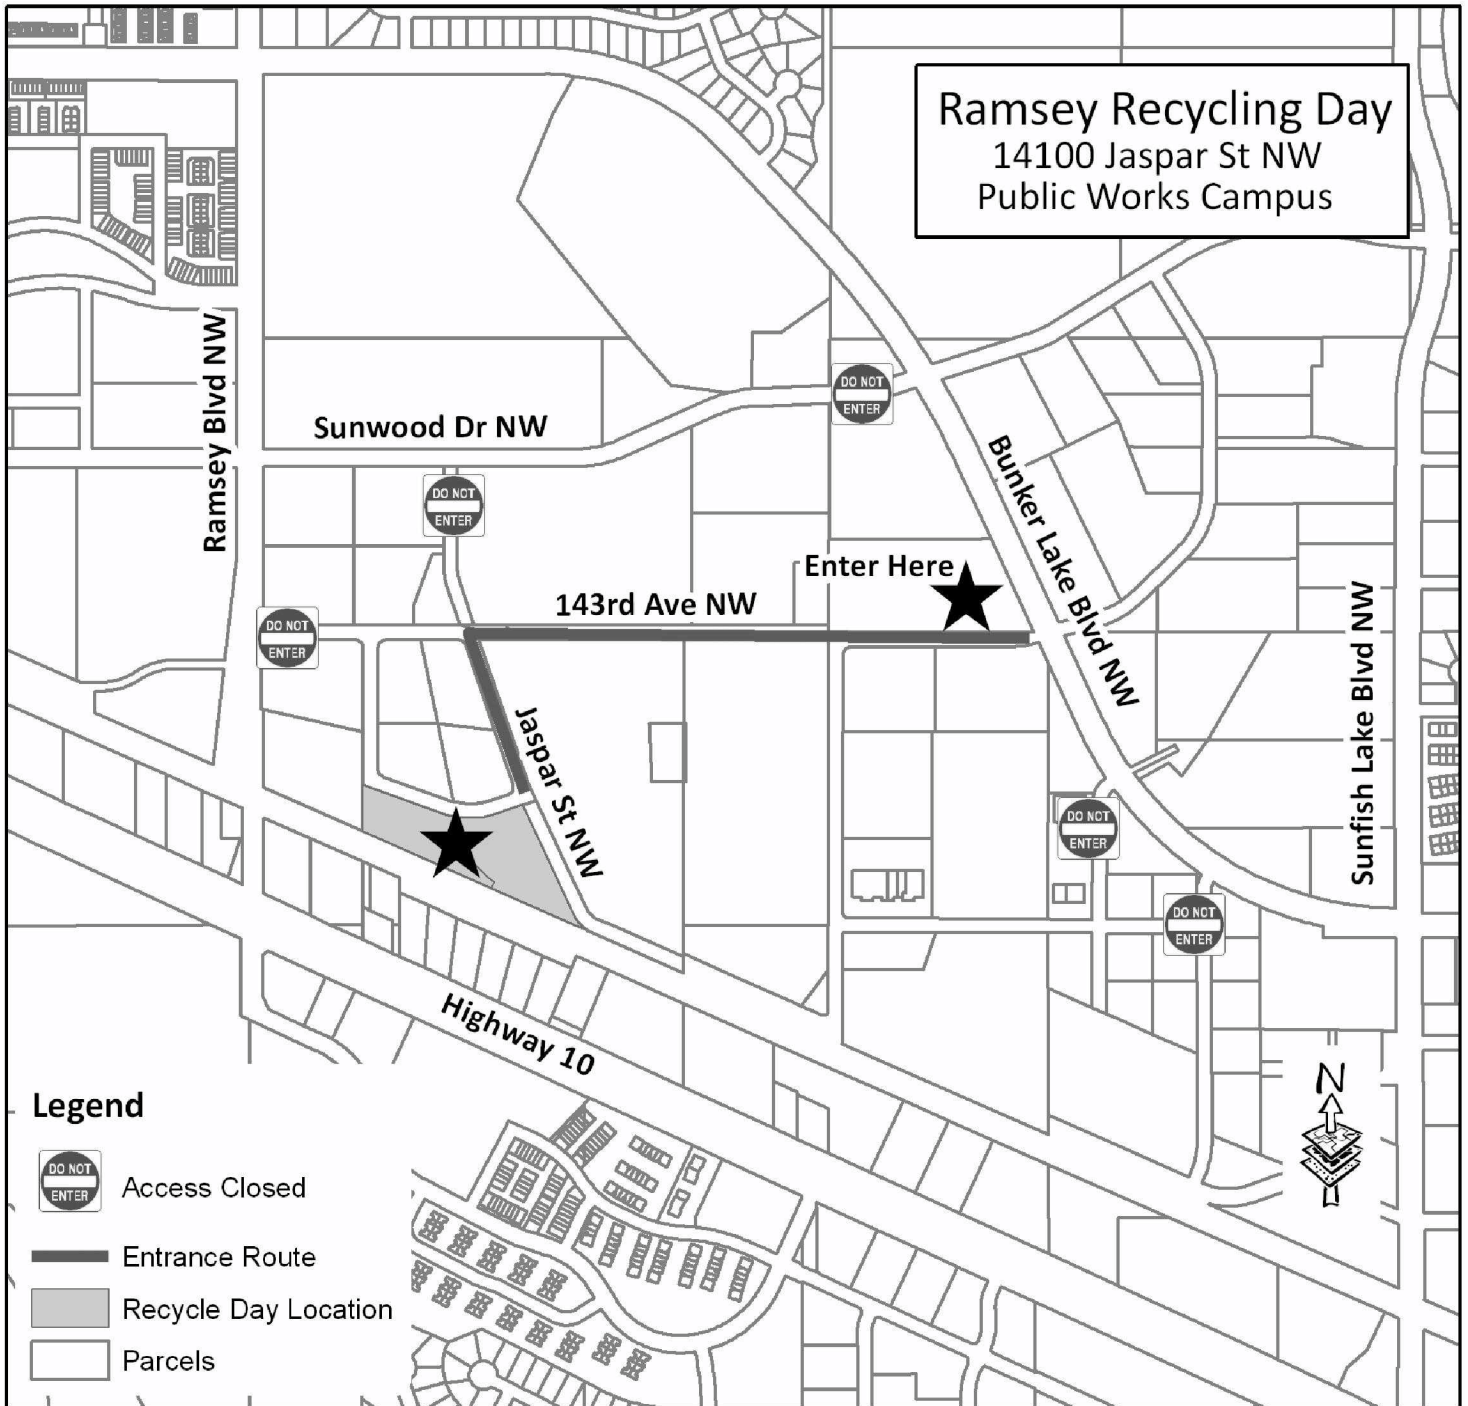 Ramsey Recycling Day
14100 Jaspar St NW
Public Works Campus
Ramsey Blvd NW
Sunwood Dr NW
DO NOT
ENTER
DO NOT
ENTER
Bunker Lake Blvd NW
Enter Here
143rd Ave NW
DO NOT
ENTER
Sunfish Lake Blvd NW
Jaspar St NW
DO NOT
ENTER
DO NOT
ENTER
Highway 10
N
Legend
DO NOT
ENTER
Access Closed
Entrance Route
Recycle Day Location
Parcels